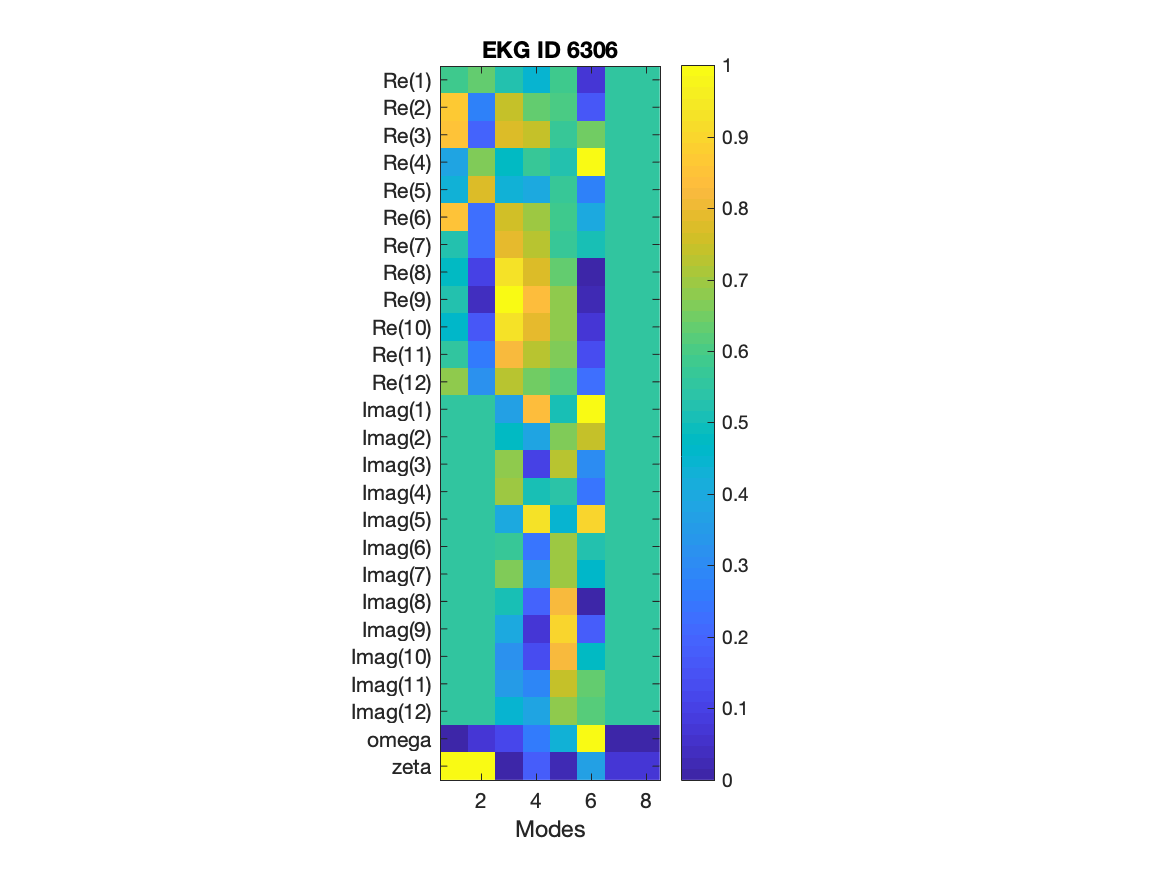 EKG ID 6306
Re(1)
Re(2)
Re(3)
Re(4)
Re(5)
Re(6)
Re(7)
Re(8)
Re(9)
Re(10)
Re(11)
Re(12)
Imag(1)
Imag(2)
Imag(3)
Imag(4)
Imag(5)
Imag(6)
Imag(7)
Imag(8)
Imag(9)
Imag(10)
Imag(11)
Imag(12)
omega
zeta
2 4 6 8
Modes
1
0.9
0.8
0.7
0.6
0.5
0.4
0.3
0.2
0.1
0